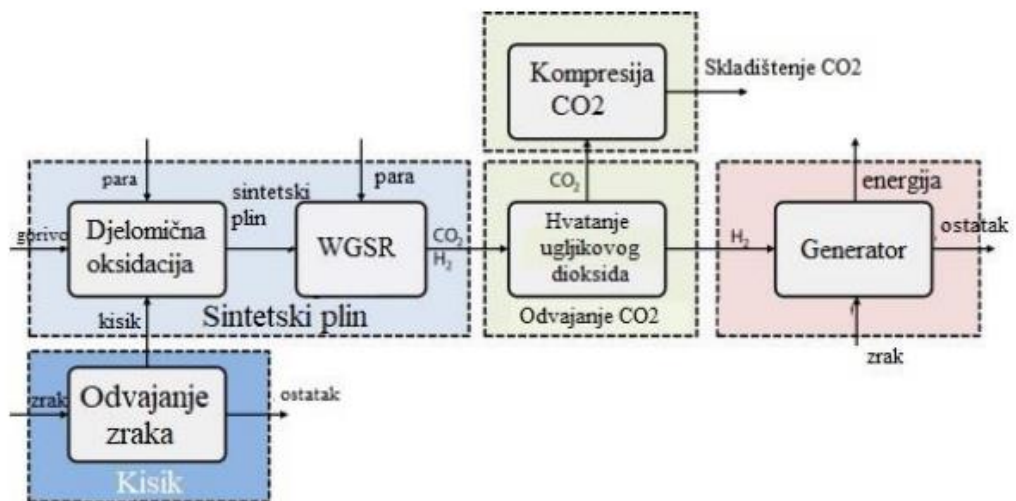 Kompresija
CO2
Skladištenje CO2
para
sintetski
plin
para
CO₂
energija
gorivo
Djelomična
oksidacija
WGSR
CO₂
H₂
Hvatanje
ugljikovog
dioksida
H₂
Generator
ostatak
kisik
Sintetski plin
Odvajanje CO2
zrak
zrak
Odvajanje
zraka
ostatak
Kisik